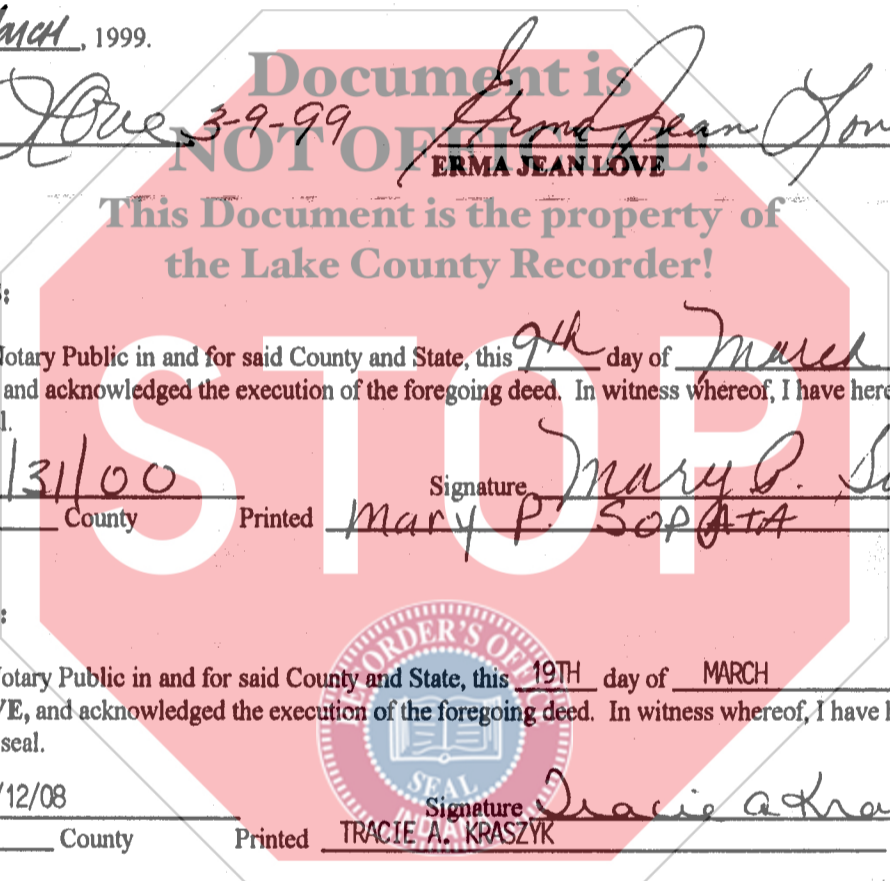 MARCH, 1999.
Document is
Love 3-9-99 Erma Jean
NOT OFFICIAL!
ERMA JEAN LOVE
This Document is the property of
the Lake County Recorder!
Notary Public in and for said County and State, this 9th day of March
and acknowledged the execution of the foregoing deed. In witness whereof, I have here
STOP
/31/00 Signature Mary P.
County Printed Mary P. SOPATA
RECORDER'S OFFICE
Notary Public in and for said County and State, this 19TH day of MARCH
VE, and acknowledged the execution of the foregoing deed. In witness whereof, I have
seal.
SEAL
INDIANA
/12/08 Signature Tracie A Kra
County Printed TRACIE A. KRASZYK